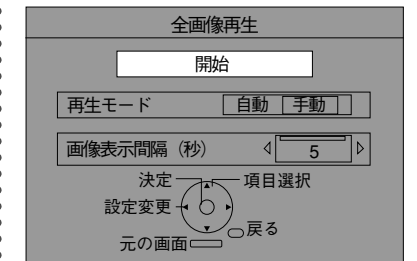 全画像再生
開始
再生モード 自動 手動
画像表示間隔（秒） 5
決定 項目選択
設定変更
戻る
元の画面